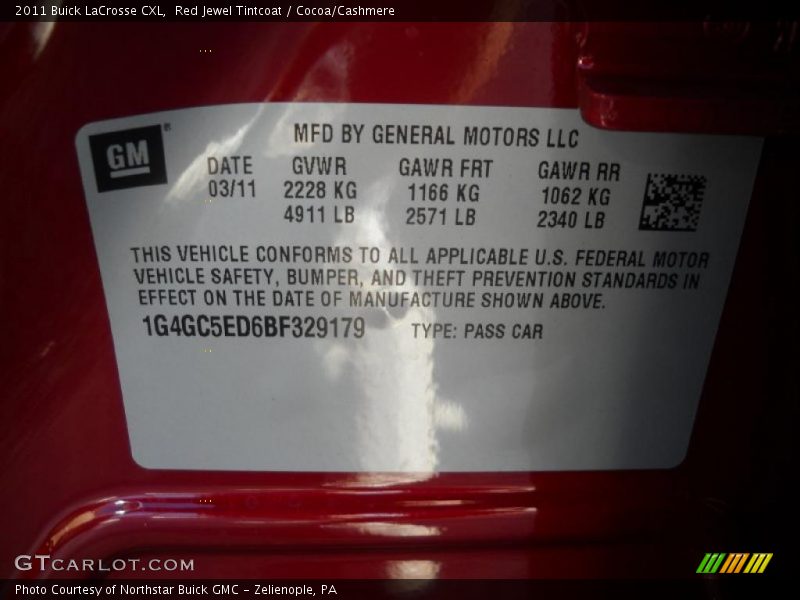 2011 Buick LaCrosse CXL, Red Jewel Tintcoat / Cocoa/Cashmere
GM®
MFD BY GENERAL MOTORS LLC
DATE GVWR GAWR FRT GAWR RR
03/11 2228 KG 1166 KG 1062 KG
4911 LB 2571 LB 2340 LB
THIS VEHICLE CONFORMS TO ALL APPLICABLE U.S. FEDERAL MOTOR
VEHICLE SAFETY, BUMPER, AND THEFT PREVENTION STANDARDS IN
EFFECT ON THE DATE OF MANUFACTURE SHOWN ABOVE.
1G4GC5ED6BF329179 TYPE: PASS CAR
GTCARLOT.COM
Photo Courtesy of Northstar Buick GMC - Zelienople, PA